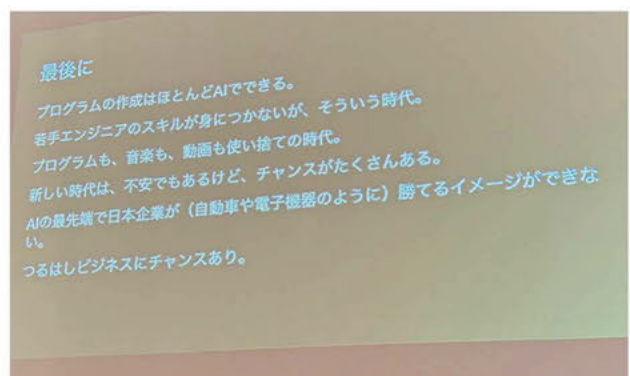 最後に
プログラムの作成はほとんどAIでできる。
若手エンジニアのスキルが身につかないが、そういう時代。
プログラムも、音楽も、動画も使い捨ての時代。
新しい時代は、不安でもあるけど、チャンスがたくさんある。
AIの最先端で日本企業が（自動車や電子機器のように）勝てるイメージができな
い。
つるはしビジネスにチャンスあり。